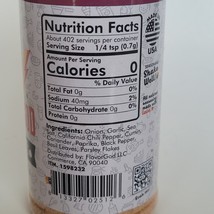 Nutrition Facts
About 402 servings per container
Serving Size 1/4 tsp (0.7g)
Amount Per Serving
Calories 0
% Daily Value
Total Fat 0g 0%
Sodium 40mg 2%
Total Carbohydrate 0g 0%
Protein 0g
Ingredients: Onion, Garlic, Sea
Salt, California Chili Pepper,
Coriander, Paprika, Black Pepper,
Basil Leaves, Parsley Flakes
Distributed by: FlavorGod LLC
Commerce, CA 90040
MADE
USA
Shake